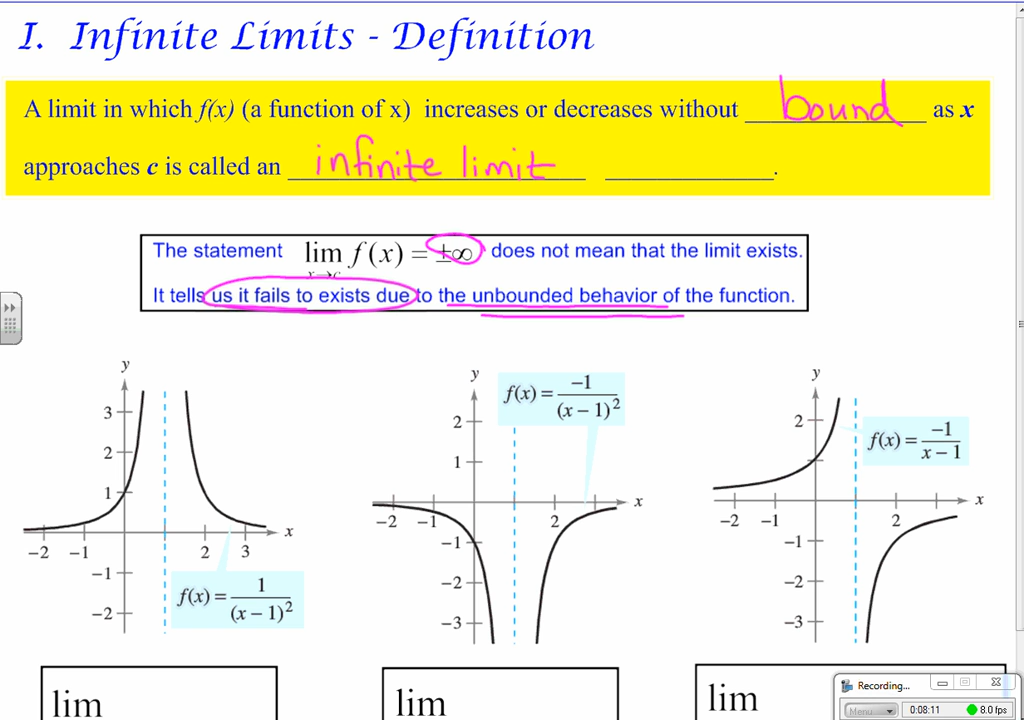 I. Infinite Limits - Definition
A limit in which f(x) (a function of x) increases or decreases without bound as x
approaches c is called an infinite limit .
The statement lim f(x) = ±∞ does not mean that the limit exists.
x→c
It tells us it fails to exists due to the unbounded behavior of the function.
y
3
2
1
-2 -1 2 3 x
-1
-2
f(x) = 1/(x − 1)²
y
f(x) = −1/(x − 1)²
2
1
-2 -1 2 x
-1
-2
-3
y
2
f(x) = −1/(x − 1)
-2 -1 2 x
-1
-2
-3
lim
lim
lim
Recording...
Menu 0:08:11 8.0 fps